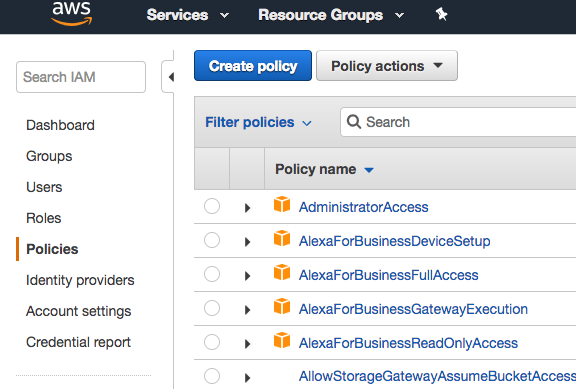 aws
Services
Resource Groups
Search IAM
Create policy
Policy actions
Dashboard
Groups
Users
Roles
Policies
Identity providers
Account settings
Credential report
Filter policies
Search
Policy name
AdministratorAccess
AlexaForBusinessDeviceSetup
AlexaForBusinessFullAccess
AlexaForBusinessGatewayExecution
AlexaForBusinessReadOnlyAccess
AllowStorageGatewayAssumeBucketAccess